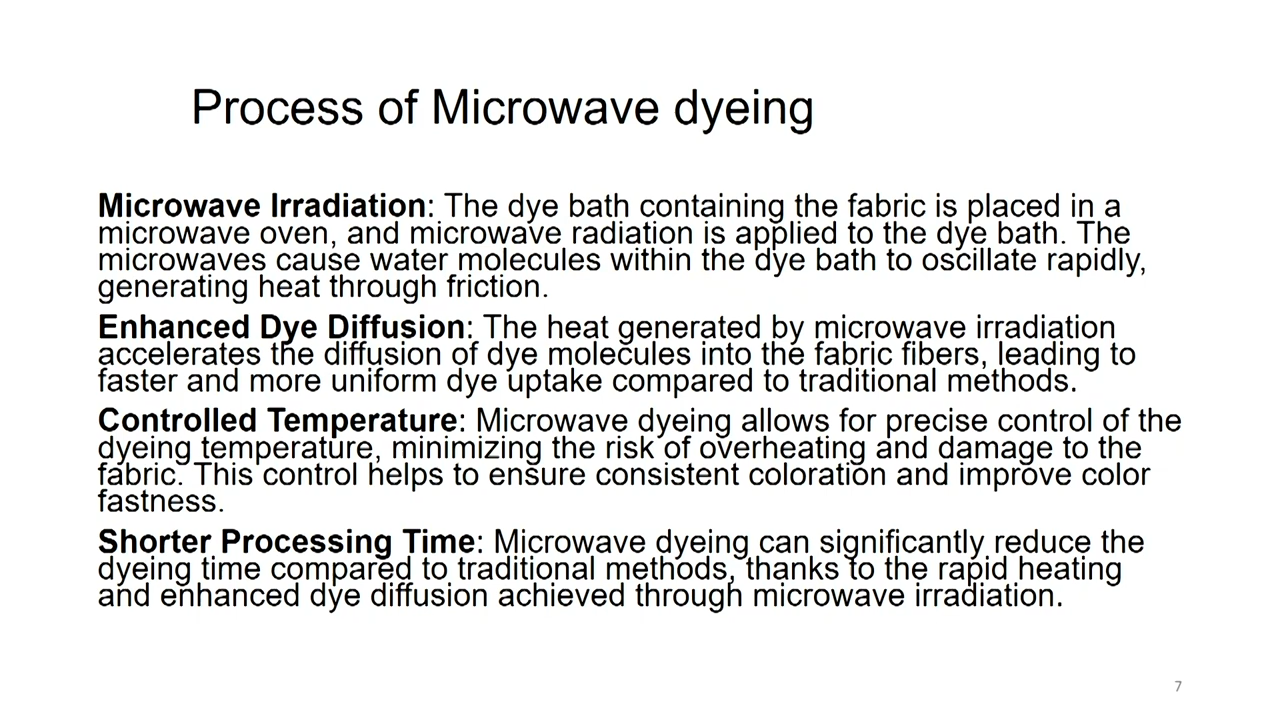 Process of Microwave dyeing
Microwave Irradiation: The dye bath containing the fabric is placed in a
microwave oven, and microwave radiation is applied to the dye bath. The
microwaves cause water molecules within the dye bath to oscillate rapidly,
generating heat through friction.
Enhanced Dye Diffusion: The heat generated by microwave irradiation
accelerates the diffusion of dye molecules into the fabric fibers, leading to
faster and more uniform dye uptake compared to traditional methods.
Controlled Temperature: Microwave dyeing allows for precise control of the
dyeing temperature, minimizing the risk of overheating and damage to the
fabric. This control helps to ensure consistent coloration and improve color
fastness.
Shorter Processing Time: Microwave dyeing can significantly reduce the
dyeing time compared to traditional methods, thanks to the rapid heating
and enhanced dye diffusion achieved through microwave irradiation.
7